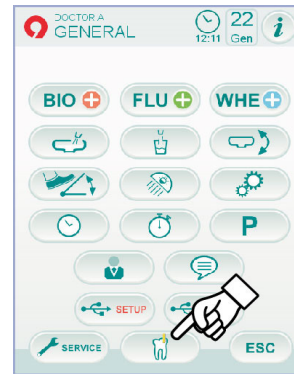 DOCTOR A
GENERAL
12:11
22
Gen
i
BIO
FLU
WHE
P
SETUP
SERVICE
ESC